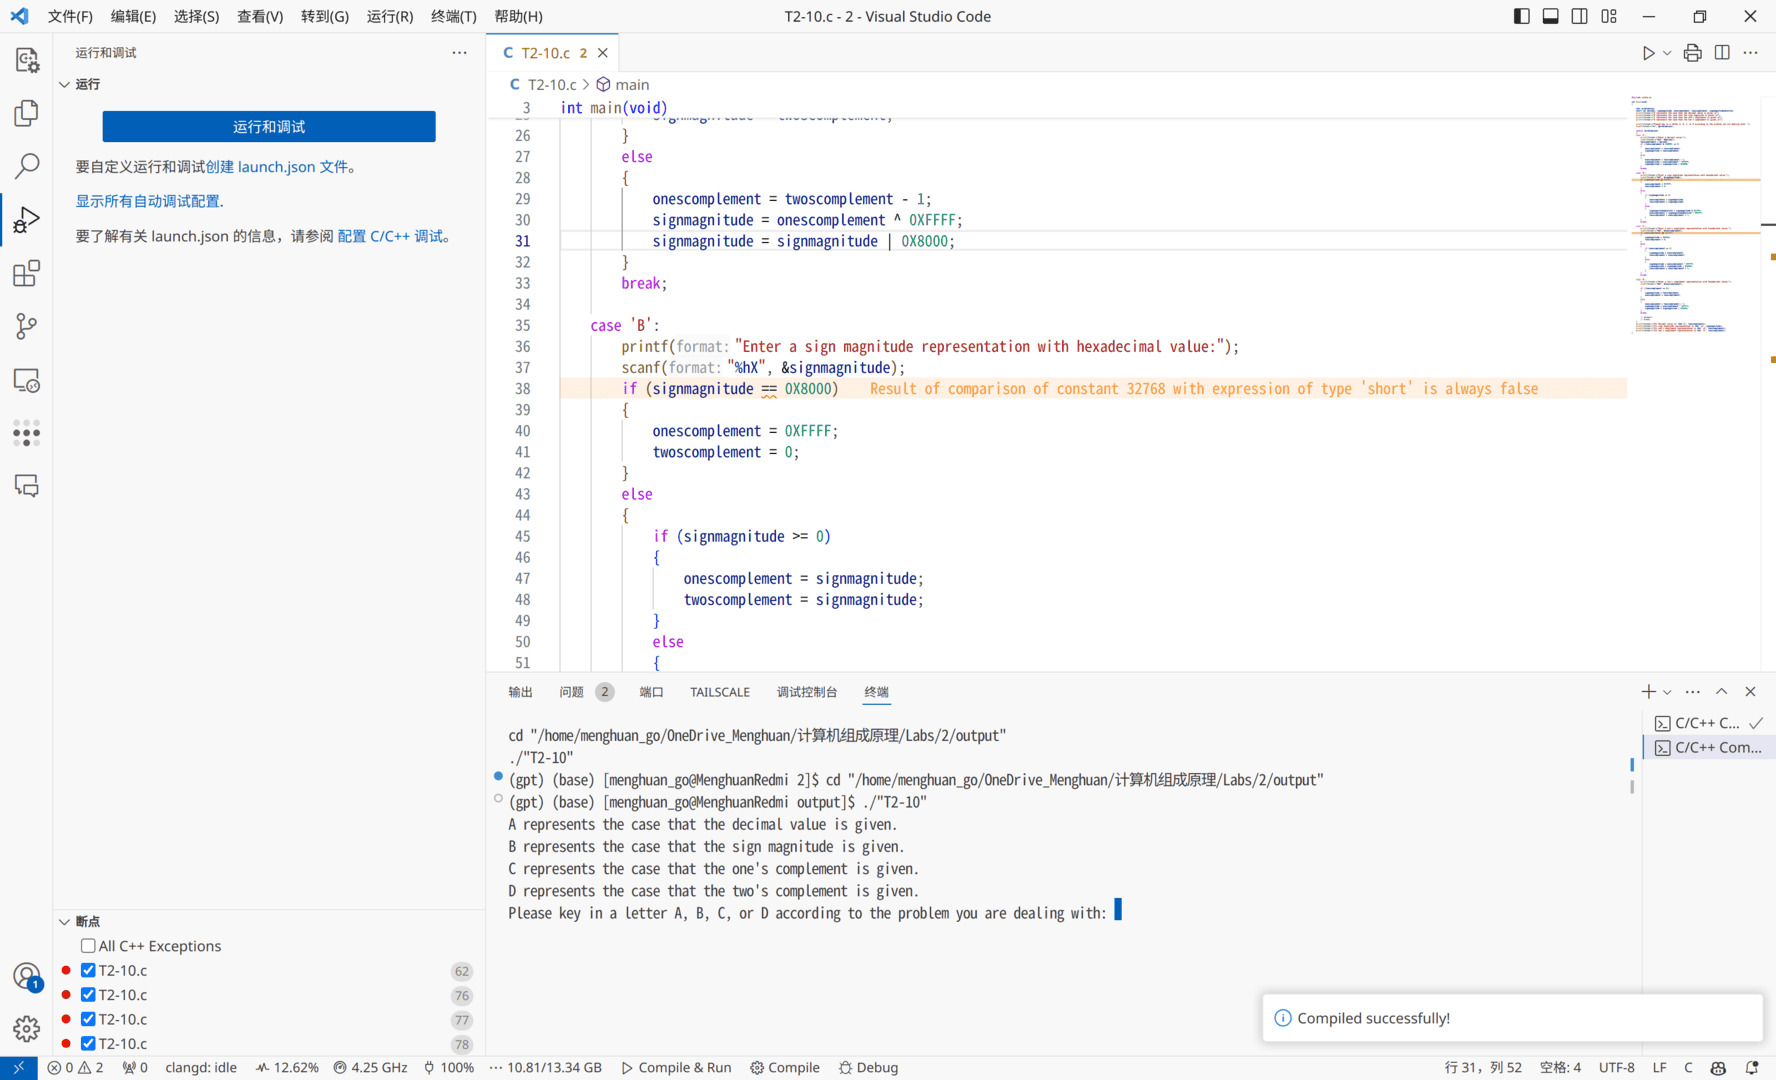 文件(F) 编辑(E) 选择(S) 查看(V) 转到(G) 运行(R) 终端(T) 帮助(H)
T2-10.c - 2 - Visual Studio Code
运行和调试
运行
运行和调试
要自定义运行和调试创建 launch.json 文件。
显示所有自动调试配置.
要了解有关 launch.json 的信息，请参阅 配置 C/C++ 调试。
断点
All C++ Exceptions
T2-10.c 62
T2-10.c 76
T2-10.c 77
T2-10.c 78
1
C T2-10.c 2
C T2-10.c > main
3 int main(void)
26 }
27 else
28 {
29 onescomplement = twoscomplement - 1;
30 signmagnitude = onescomplement ^ 0XFFFF;
31 signmagnitude = signmagnitude | 0X8000;
32 }
33 break;
34
35 case 'B':
36 printf(format: "Enter a sign magnitude representation with hexadecimal value:");
37 scanf(format: "%hX", &signmagnitude);
38 if (signmagnitude == 0X8000) Result of comparison of constant 32768 with expression of type 'short' is always false
39 {
40 onescomplement = 0XFFFF;
41 twoscomplement = 0;
42 }
43 else
44 {
45 if (signmagnitude >= 0)
46 {
47 onescomplement = signmagnitude;
48 twoscomplement = signmagnitude;
49 }
50 else
51 {
输出 问题 2 端口 TAILSCALE 调试控制台 终端
cd "/home/menghuan_go/OneDrive_Menghuan/计算机组成原理/Labs/2/output"
./"T2-10"
(gpt) (base) [menghuan_go@MenghuanRedmi 2]$ cd "/home/menghuan_go/OneDrive_Menghuan/计算机组成原理/Labs/2/output"
(gpt) (base) [menghuan_go@MenghuanRedmi output]$ ./"T2-10"
A represents the case that the decimal value is given.
B represents the case that the sign magnitude is given.
C represents the case that the one's complement is given.
D represents the case that the two's complement is given.
Please key in a letter A, B, C, or D according to the problem you are dealing with:
C/C++ C...
C/C++ Com...
Compiled successfully!
0 2 0 clangd: idle 12.62% 4.25 GHz 100% 10.81/13.34 GB Compile & Run Compile Debug
行 31，列 52 空格: 4 UTF-8 LF C